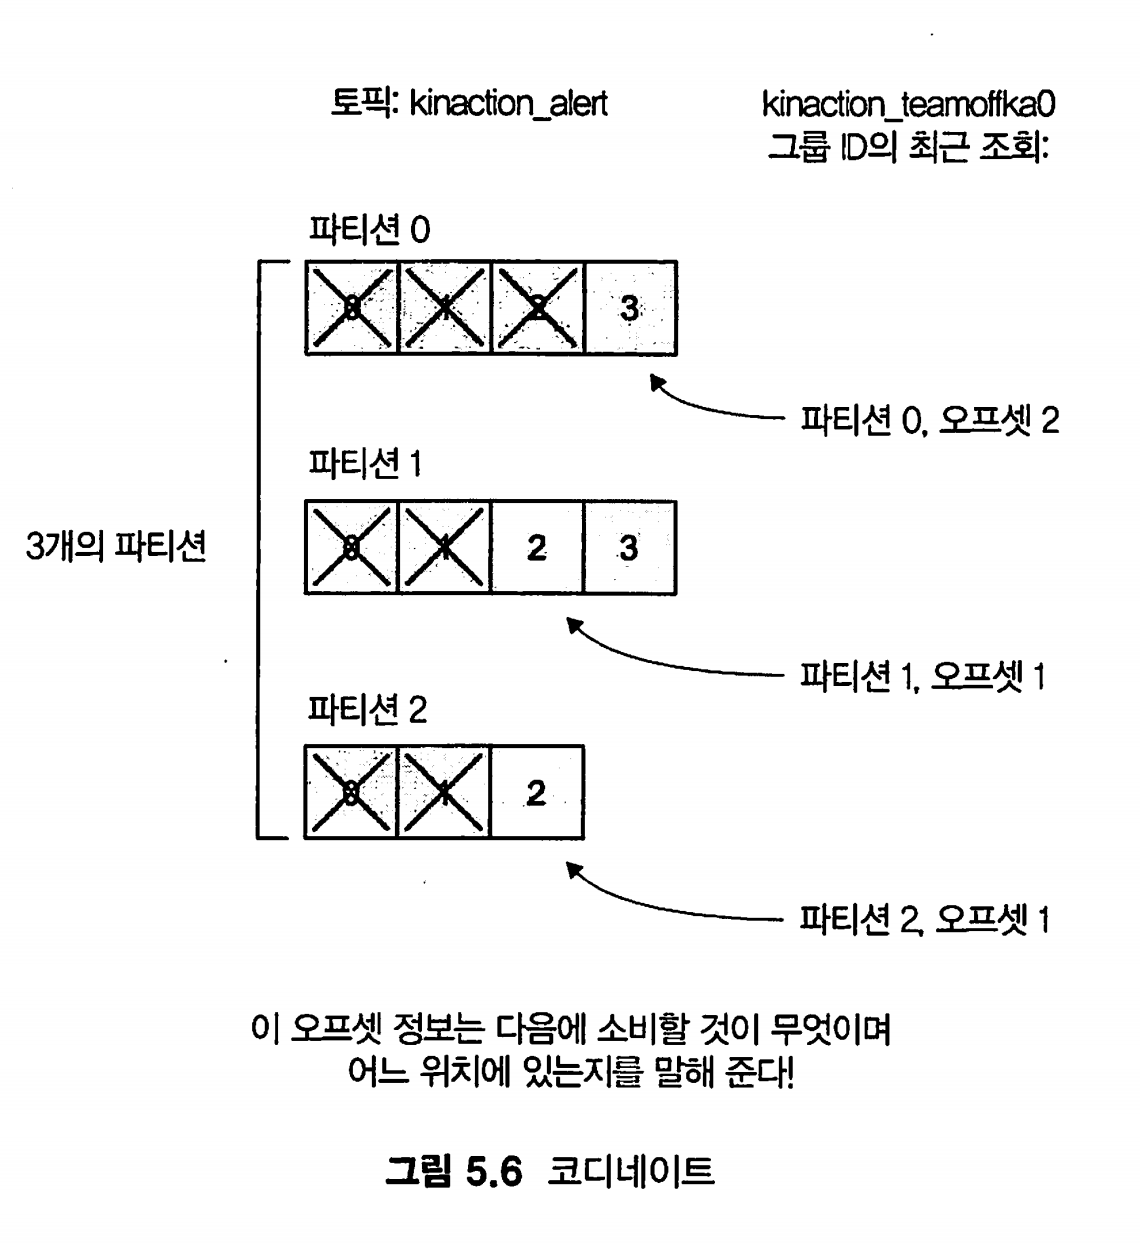 토픽: kinaction_alert
kinaction_teamoffka0
그룹 ID의 최근 조회:
파티션 0
0 1 2 3
파티션 0, 오프셋 2
파티션 1
0 1 2 3
3개의 파티션
파티션 1, 오프셋 1
파티션 2
0 1 2
파티션 2, 오프셋 1
이 오프셋 정보는 다음에 소비할 것이 무엇이며
어느 위치에 있는지를 말해 준다!
그림 5.6 코디네이트